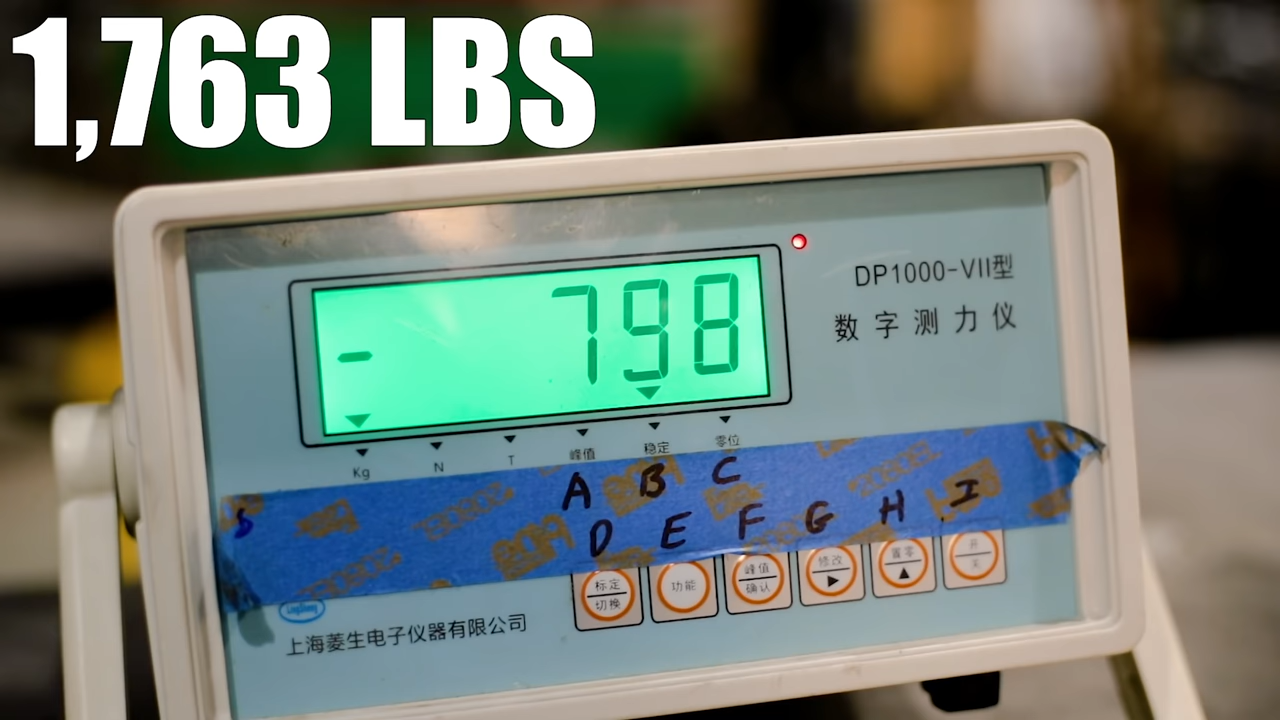 1,763 LBS
- 798
DP1000-VII型
数字测力仪
Kg N T 峰值 稳定 零位
A B C
D E F G H I
标定 切换 功能 峰值 确认 修改 置零 开 关
上海菱生电子仪器有限公司